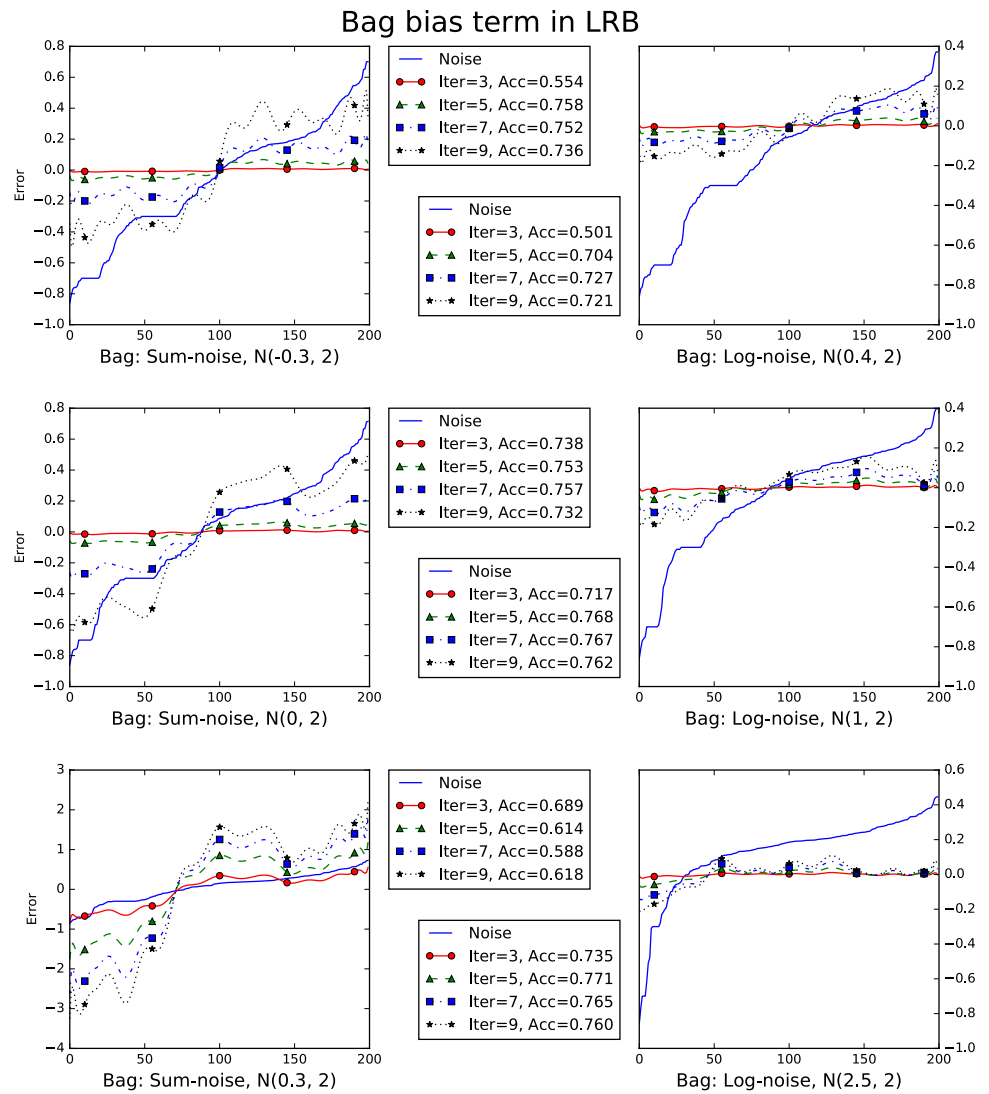 Bag bias term in LRB
0.8
0.6
0.4
0.2
0.0
−0.2
−0.4
−0.6
−0.8
−1.0
Error
0 50 100 150 200
Bag: Sum-noise, N(-0.3, 2)
Noise
Iter=3, Acc=0.554
Iter=5, Acc=0.758
Iter=7, Acc=0.752
Iter=9, Acc=0.736
Noise
Iter=3, Acc=0.501
Iter=5, Acc=0.704
Iter=7, Acc=0.727
Iter=9, Acc=0.721
0.4
0.2
0.0
−0.2
−0.4
−0.6
−0.8
−1.0
0 50 100 150 200
Bag: Log-noise, N(0.4, 2)
0.8
0.6
0.4
0.2
0.0
−0.2
−0.4
−0.6
−0.8
−1.0
Error
0 50 100 150 200
Bag: Sum-noise, N(0, 2)
Noise
Iter=3, Acc=0.738
Iter=5, Acc=0.753
Iter=7, Acc=0.757
Iter=9, Acc=0.732
Noise
Iter=3, Acc=0.717
Iter=5, Acc=0.768
Iter=7, Acc=0.767
Iter=9, Acc=0.762
0.4
0.2
0.0
−0.2
−0.4
−0.6
−0.8
−1.0
0 50 100 150 200
Bag: Log-noise, N(1, 2)
3
2
1
0
−1
−2
−3
−4
Error
0 50 100 150 200
Bag: Sum-noise, N(0.3, 2)
Noise
Iter=3, Acc=0.689
Iter=5, Acc=0.614
Iter=7, Acc=0.588
Iter=9, Acc=0.618
Noise
Iter=3, Acc=0.735
Iter=5, Acc=0.771
Iter=7, Acc=0.765
Iter=9, Acc=0.760
0.6
0.4
0.2
0.0
−0.2
−0.4
−0.6
−0.8
−1.0
0 50 100 150 200
Bag: Log-noise, N(2.5, 2)